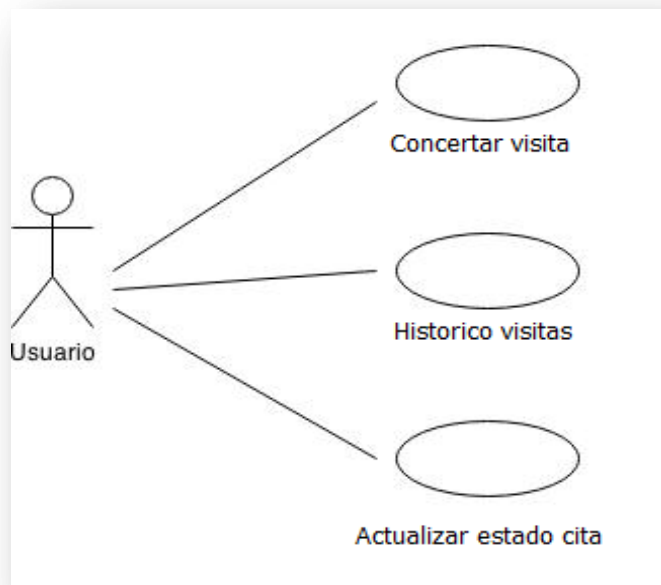 Concertar visita
Historico visitas
Usuario
Actualizar estado cita